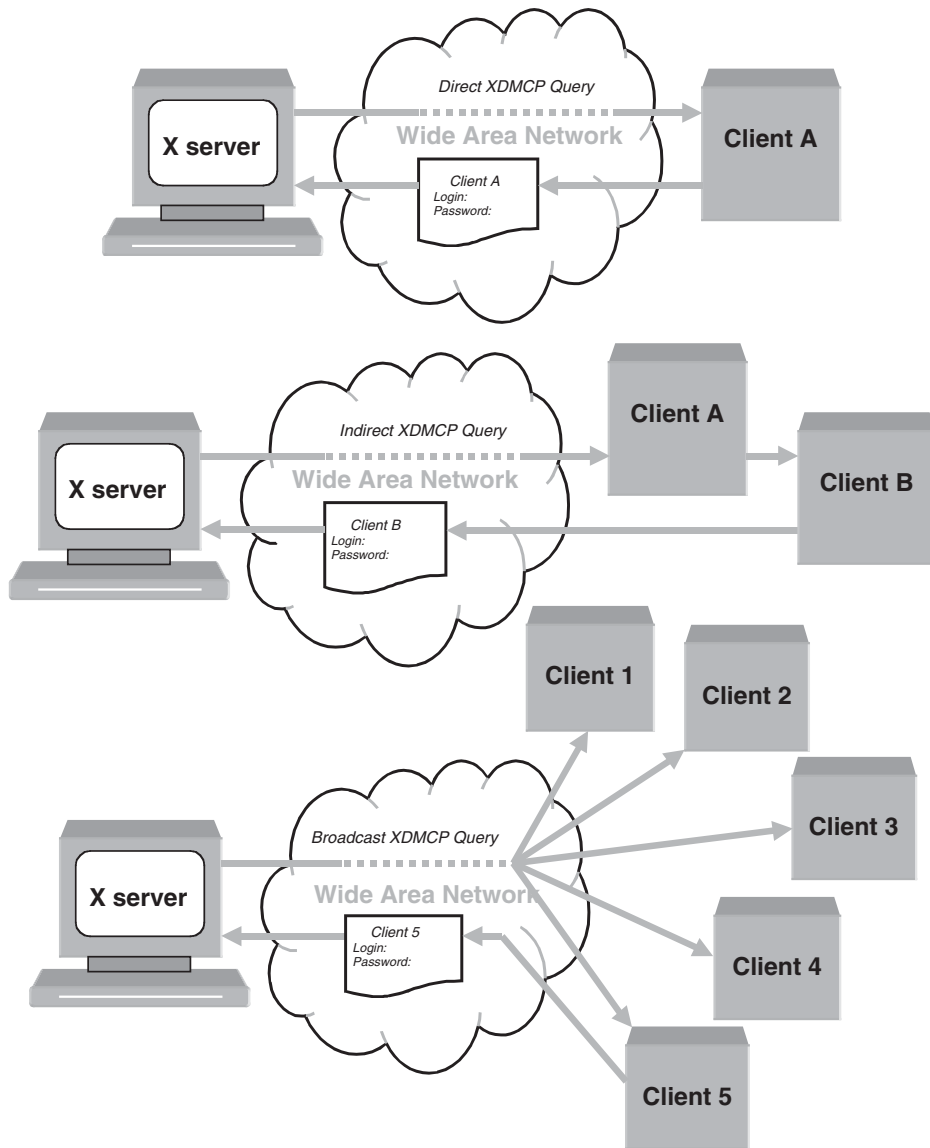 Direct XDMCP Query
X server
Wide Area Network
Client A
Client A
Login:
Password:
Indirect XDMCP Query
Client A
X server
Wide Area Network
Client B
Client B
Login:
Password:
Client 1
Client 2
Client 3
Broadcast XDMCP Query
X server
Wide Area Network
Client 5
Login:
Password:
Client 4
Client 5